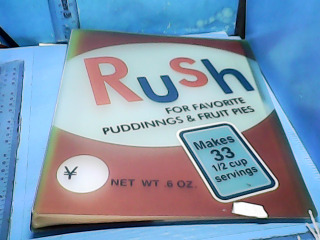 Rush
FOR FAVORITE
PUDDINNGS & FRUIT PIES
Makes
33
1/2 cup
servings
¥
NET WT .6 OZ.